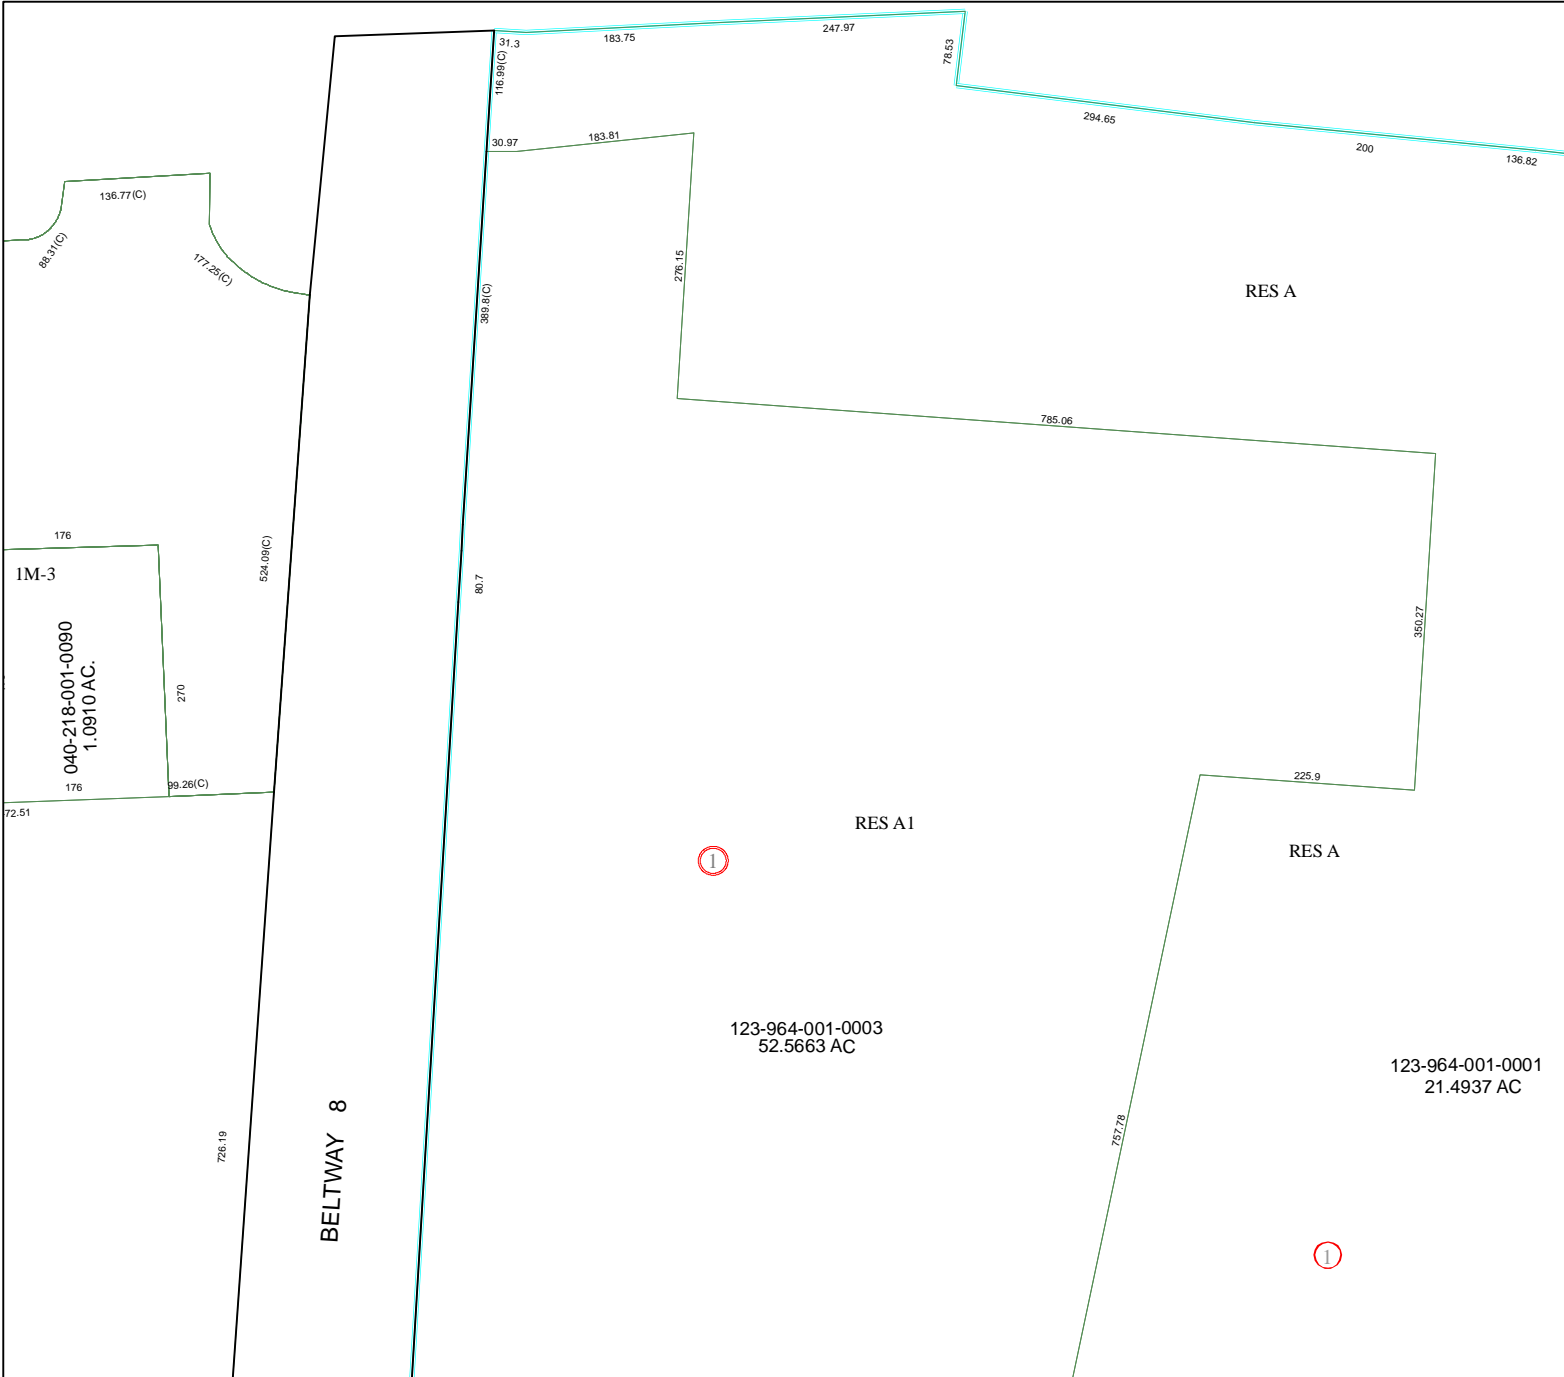 31.3
183.75
247.97
78.53
116.99(C)
294.65
200
136.82
30.97
183.81
136.77(C)
88.31(C)
177.25(C)
276.15
389.8(C)
RES A
785.06
176
1M-3
524.09(C)
80.7
350.27
040-218-001-0090
1.0910 AC.
270
176
99.26(C)
72.51
225.9
RES A1
RES A
1
123-964-001-0003
52.5663 AC
123-964-001-0001
21.4937 AC
757.78
726.19
BELTWAY 8
1